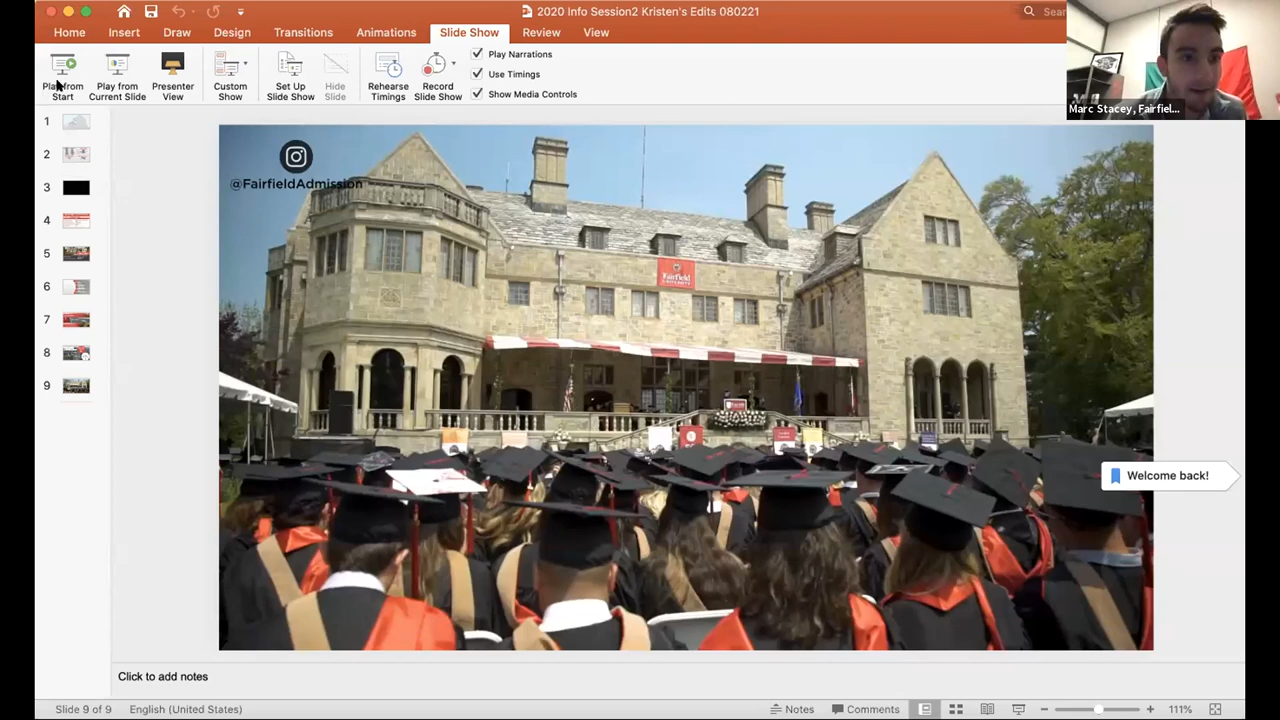 2020 Info Session2 Kristen's Edits 080221
Sear
Home Insert Draw Design Transitions Animations Slide Show Review View
Play from Start
Play from Current Slide
Presenter View
Custom Show
Set Up Slide Show
Hide Slide
Rehearse Timings
Record Slide Show
Play Narrations
Use Timings
Show Media Controls
Marc Stacey, Fairfiel...
1
2
3
4
5
6
7
8
9
@FairfieldAdmission
Fairfield
UNIVERSITY
Welcome back!
Click to add notes
Slide 9 of 9 English (United States) Notes Comments 111%